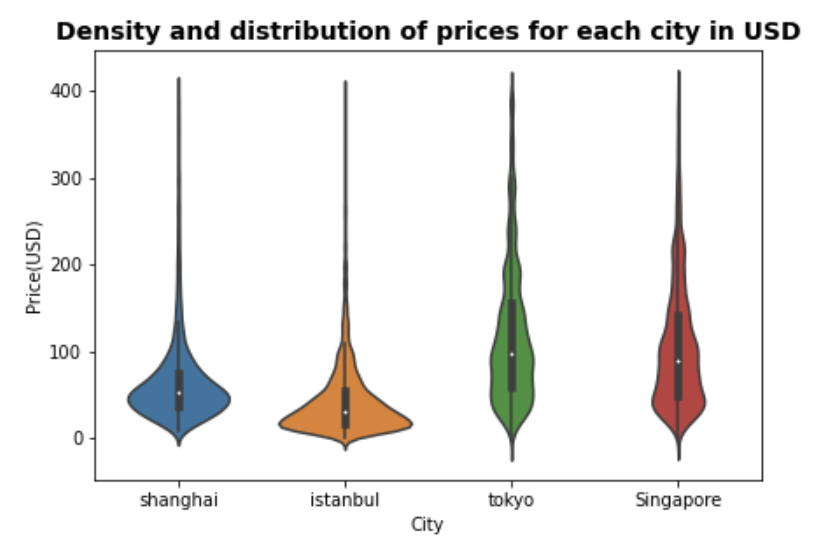 Density and distribution of prices for each city in USD
Price(USD)
400
300
200
100
0
shanghai
istanbul
tokyo
Singapore
City